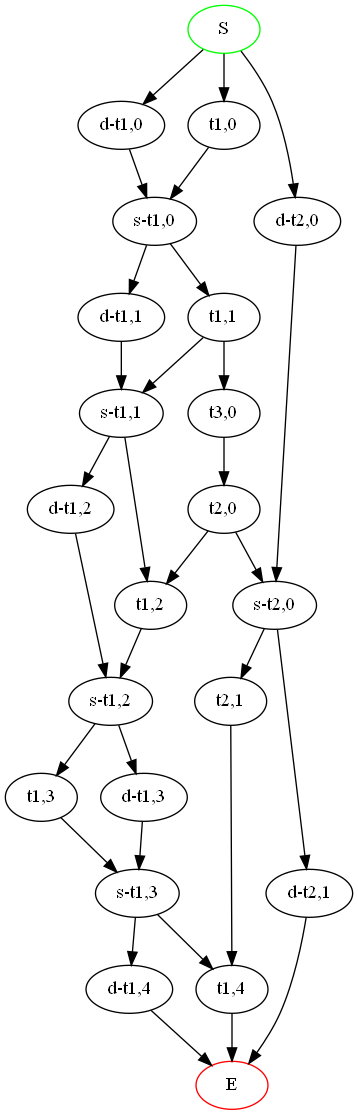 S
d-t1,0
t1,0
s-t1,0
d-t2,0
d-t1,1
t1,1
s-t1,1
t3,0
d-t1,2
t2,0
t1,2
s-t2,0
s-t1,2
t2,1
t1,3
d-t1,3
s-t1,3
d-t2,1
d-t1,4
t1,4
E